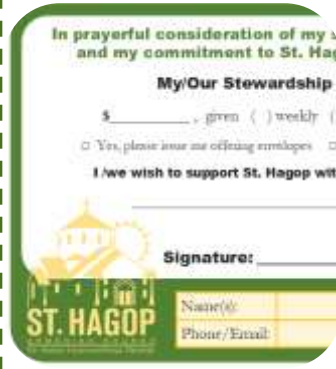 In prayerful consideration of my
and my commitment to St. Hag
My/Our Stewardship
$__________, given ( ) weekly (
□ Yes, please issue me offering envelopes □
I/we wish to support St. Hagop wit
Signature:
ST. HAGOP
Name(s):
Phone/Email: